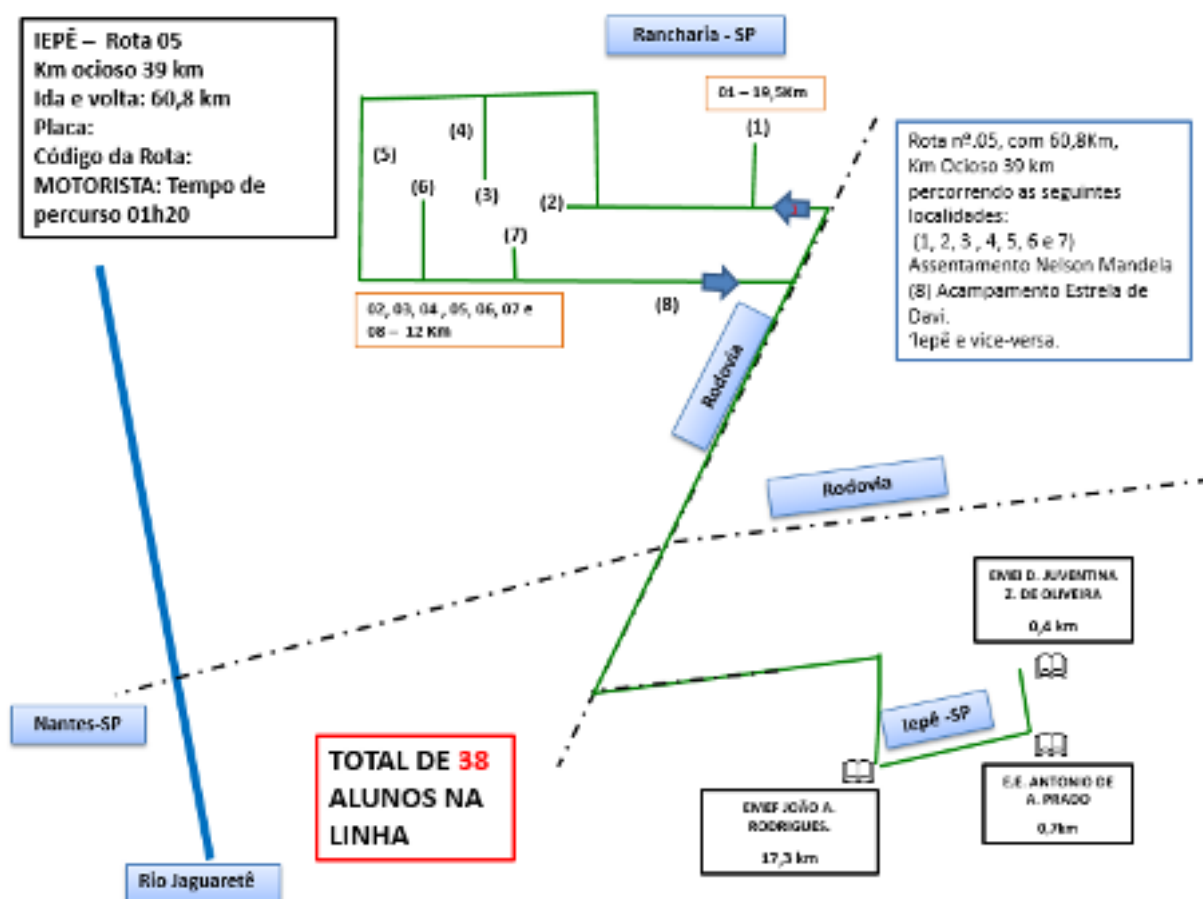 IEPÊ – Rota 05
Km ocioso 39 km
Ida e volta: 60,8 km
Placa:
Código da Rota:
MOTORISTA: Tempo de
percurso 01h20
Rancharia - SP
01 – 19,5Km
(1)
(4)
(5)
(6)
(3)
(2)
(7)
(8)
02, 03, 04 , 05, 06, 07 e
08 – 12 Km
Rota nº.05, com 60,8Km,
Km Ocioso 39 km
percorrendo as seguintes
localidades:
(1, 2, 3 , 4, 5, 6 e 7)
Assentamento Nelson Mandela
(8) Acampamento Estrela de
Davi.
'Iepê e vice-versa.
Rodovia
Rodovia
EMEI D. JUVENTINA
Z. DE OLIVEIRA
0,4 km
Iepê -SP
Nantes-SP
TOTAL DE 38
ALUNOS NA
LINHA
EMEF JOÃO A.
RODRIGUES.
17,3 km
E.E. ANTONIO DE
A. PRADO
0,7km
Rio Jaguaretê